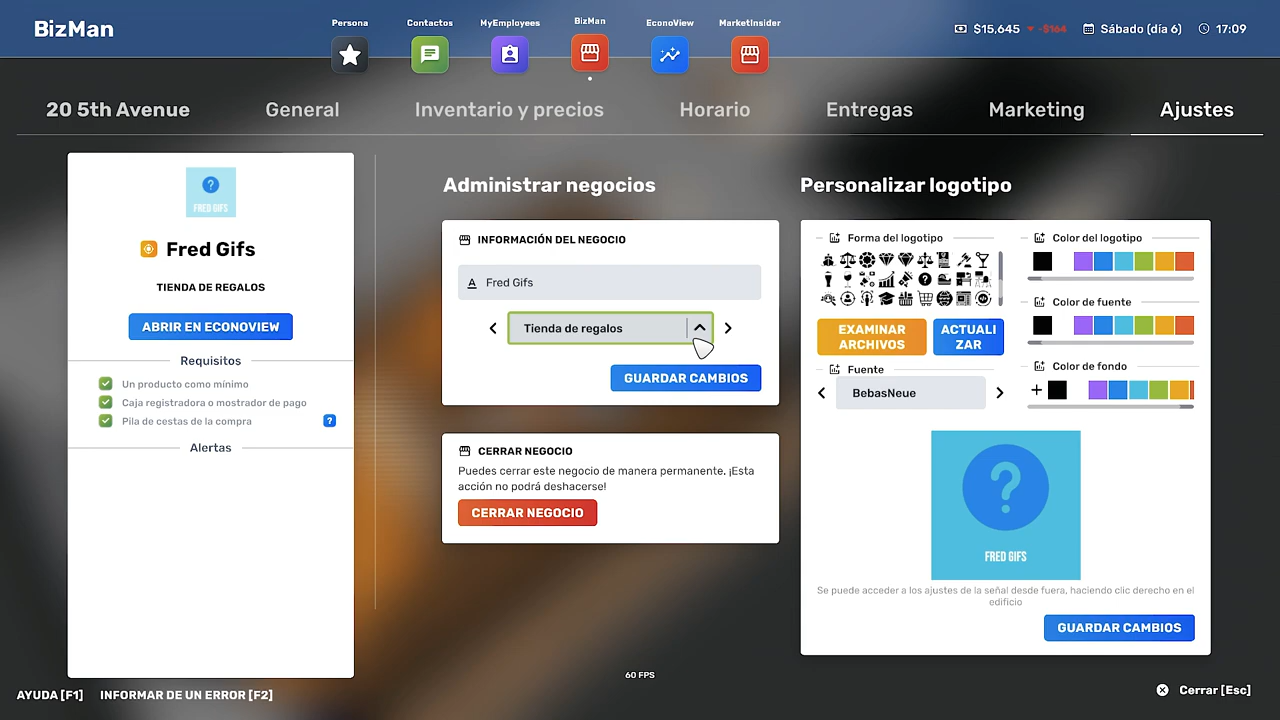 BizMan
Persona
Contactos
MyEmployees
BizMan
EconoView
MarketInsider
$15,645 -$164
Sábado (día 6)
17:09
20 5th Avenue
General
Inventario y precios
Horario
Entregas
Marketing
Ajustes
FRED GIFS
Fred Gifs
TIENDA DE REGALOS
ABRIR EN ECONOVIEW
Requisitos
Un producto como mínimo
Caja registradora o mostrador de pago
Pila de cestas de la compra
?
Alertas
Administrar negocios
INFORMACIÓN DEL NEGOCIO
Fred Gifs
Tienda de regalos
GUARDAR CAMBIOS
CERRAR NEGOCIO
Puedes cerrar este negocio de manera permanente. ¡Esta
acción no podrá deshacerse!
CERRAR NEGOCIO
Personalizar logotipo
Forma del logotipo
EXAMINAR
ARCHIVOS
ACTUALI
ZAR
Fuente
BebasNeue
Color del logotipo
Color de fuente
Color de fondo
?
FRED GIFS
Se puede acceder a los ajustes de la señal desde fuera, haciendo clic derecho en el
edificio
GUARDAR CAMBIOS
60 FPS
AYUDA [F1]
INFORMAR DE UN ERROR [F2]
Cerrar [Esc]